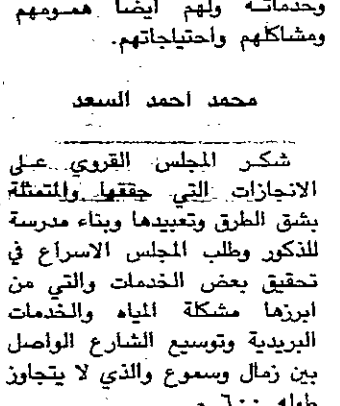 وخدماته ولهم ايضا همومهم
ومشاكلهم واحتياجاتهم.
محمد احمد السعد
شكر المجلس القروي على
الانجازات التي حققها والمتمثلة
بشق الطرق وتعبيدها وبناء مدرسة
للذكور وطلب المجلس الاسراع في
تحقيق بعض الخدمات والتي من
ابرزها مشكلة المياه والخدمات
البريدية وتوسيع الشارع الواصل
بين زمال وسموع والذي لا يتجاوز
طوله ٦٠٠ م